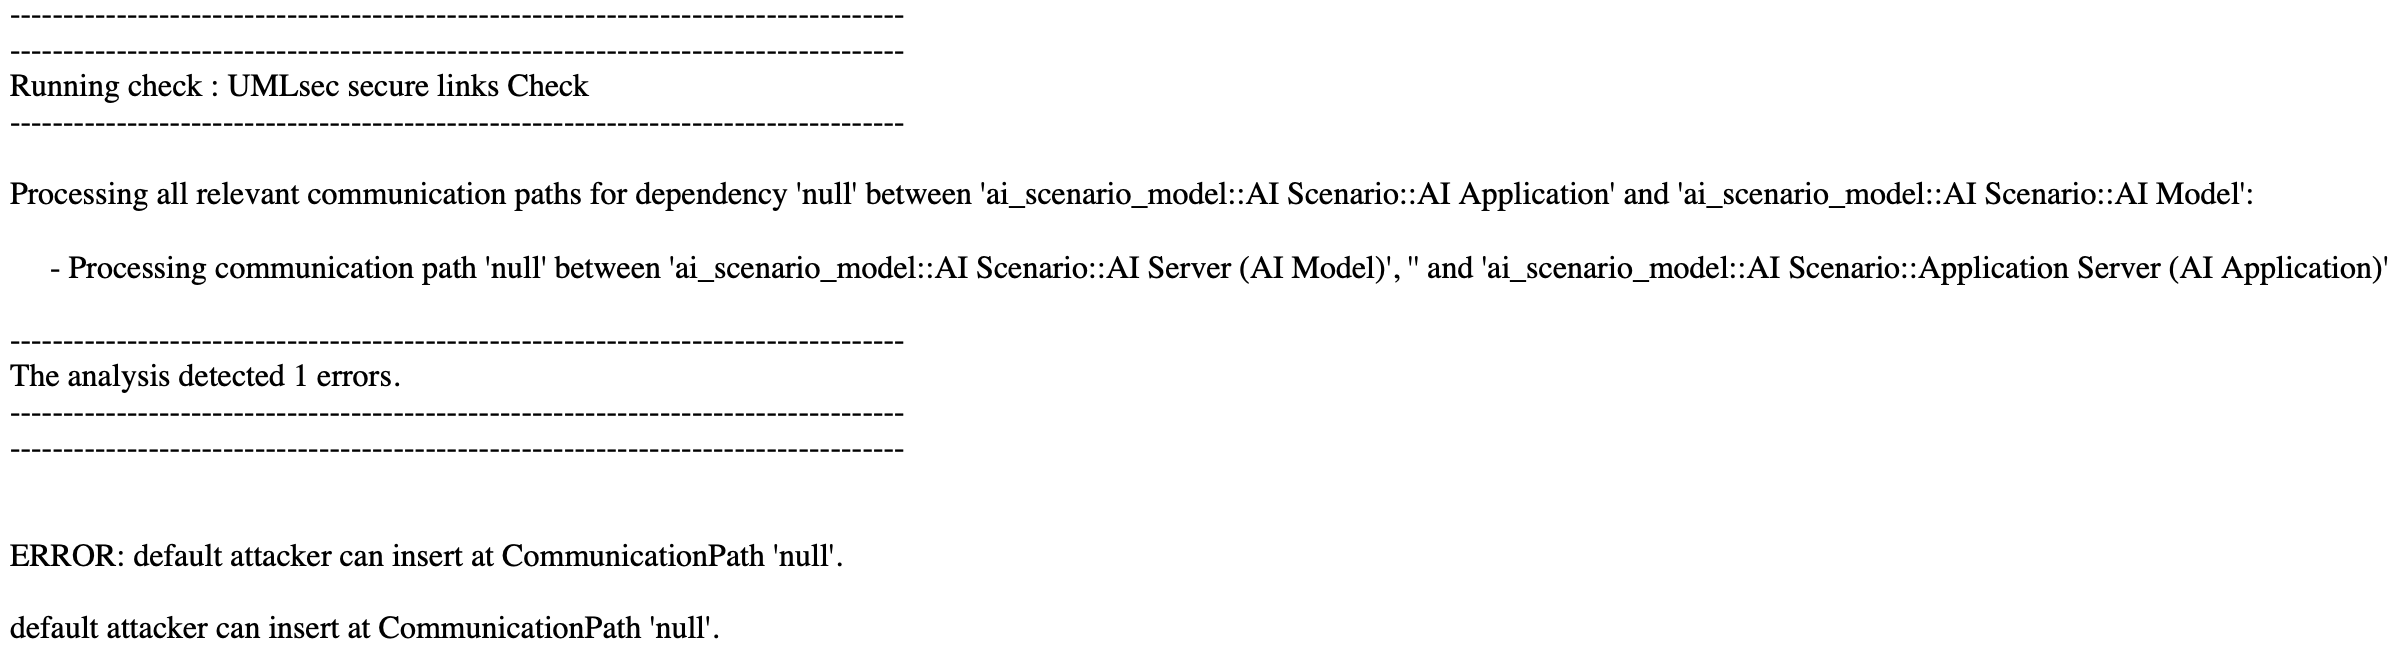 -------------------------------------------------------------------------------------
-------------------------------------------------------------------------------------
Running check : UMLsec secure links Check
-------------------------------------------------------------------------------------
Processing all relevant communication paths for dependency 'null' between 'ai_scenario_model::AI Scenario::AI Application' and 'ai_scenario_model::AI Scenario::AI Model':
- Processing communication path 'null' between 'ai_scenario_model::AI Scenario::AI Server (AI Model)', '' and 'ai_scenario_model::AI Scenario::Application Server (AI Application)'
-------------------------------------------------------------------------------------
The analysis detected 1 errors.
-------------------------------------------------------------------------------------
-------------------------------------------------------------------------------------
ERROR: default attacker can insert at CommunicationPath 'null'.
default attacker can insert at CommunicationPath 'null'.